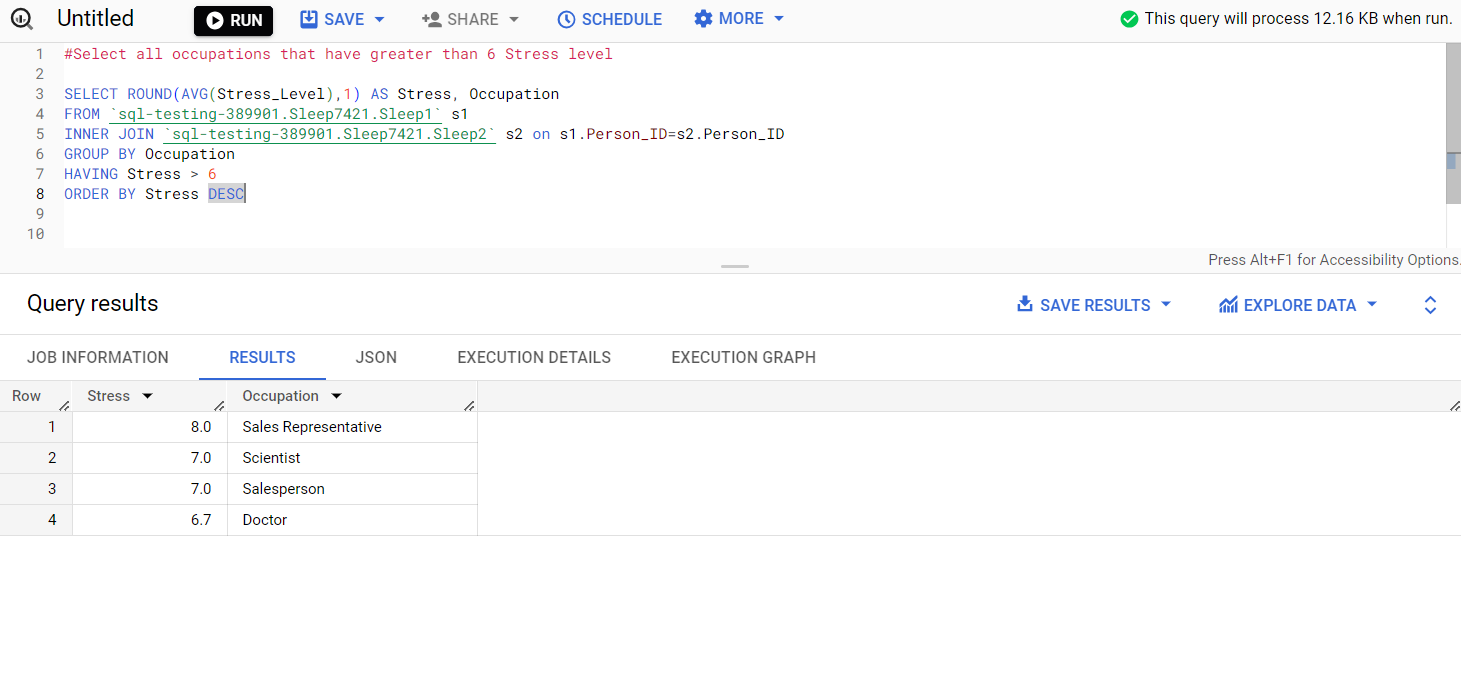 Untitled RUN SAVE SHARE SCHEDULE MORE This query will process 12.16 KB when run.
1 #Select all occupations that have greater than 6 Stress level
2
3 SELECT ROUND(AVG(Stress_Level),1) AS Stress, Occupation
4 FROM `sql-testing-389901.Sleep7421.Sleep1` s1
5 INNER JOIN `sql-testing-389901.Sleep7421.Sleep2` s2 on s1.Person_ID=s2.Person_ID
6 GROUP BY Occupation
7 HAVING Stress > 6
8 ORDER BY Stress DESC
9
10
Press Alt+F1 for Accessibility Options.
Query results SAVE RESULTS EXPLORE DATA
JOB INFORMATION RESULTS JSON EXECUTION DETAILS EXECUTION GRAPH
Row Stress Occupation
1 8.0 Sales Representative
2 7.0 Scientist
3 7.0 Salesperson
4 6.7 Doctor